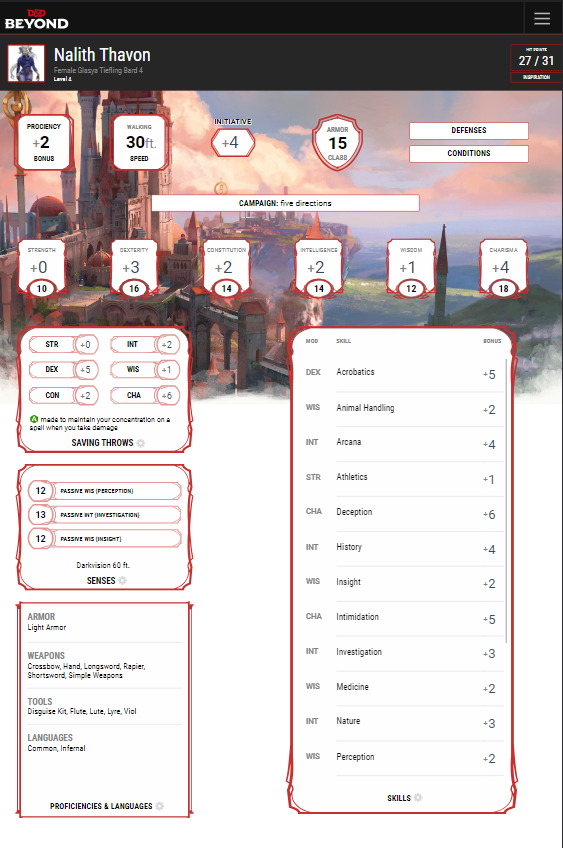 D&D
BEYOND
Nalith Thavon
Female Glasya Tiefling Bard 4
Level 4
HIT POINTS
27 / 31
INSPIRATION
PROCIENCY
+2
BONUS
WALKING
30ft.
SPEED
INITIATIVE
+4
ARMOR
15
CLASS
DEFENSES
CONDITIONS
CAMPAIGN: five directions
STRENGTH
+0
10
DEXTERITY
+3
16
CONSTITUTION
+2
14
INTELLIGENCE
+2
14
WISDOM
+1
12
CHARISMA
+4
18
STR +0 INT +2
DEX +5 WIS +1
CON +2 CHA +6
A made to maintain your concentration on a
spell when you take damage
SAVING THROWS
12 PASSIVE WIS (PERCEPTION)
13 PASSIVE INT (INVESTIGATION)
12 PASSIVE WIS (INSIGHT)
Darkvision 60 ft.
SENSES
ARMOR
Light Armor
WEAPONS
Crossbow, Hand, Longsword, Rapier,
Shortsword, Simple Weapons
TOOLS
Disguise Kit, Flute, Lute, Lyre, Viol
LANGUAGES
Common, Infernal
PROFICIENCIES & LANGUAGES
MOD SKILL BONUS
DEX Acrobatics +5
WIS Animal Handling +2
INT Arcana +4
STR Athletics +1
CHA Deception +6
INT History +4
WIS Insight +2
CHA Intimidation +5
INT Investigation +3
WIS Medicine +2
INT Nature +3
WIS Perception +2
SKILLS